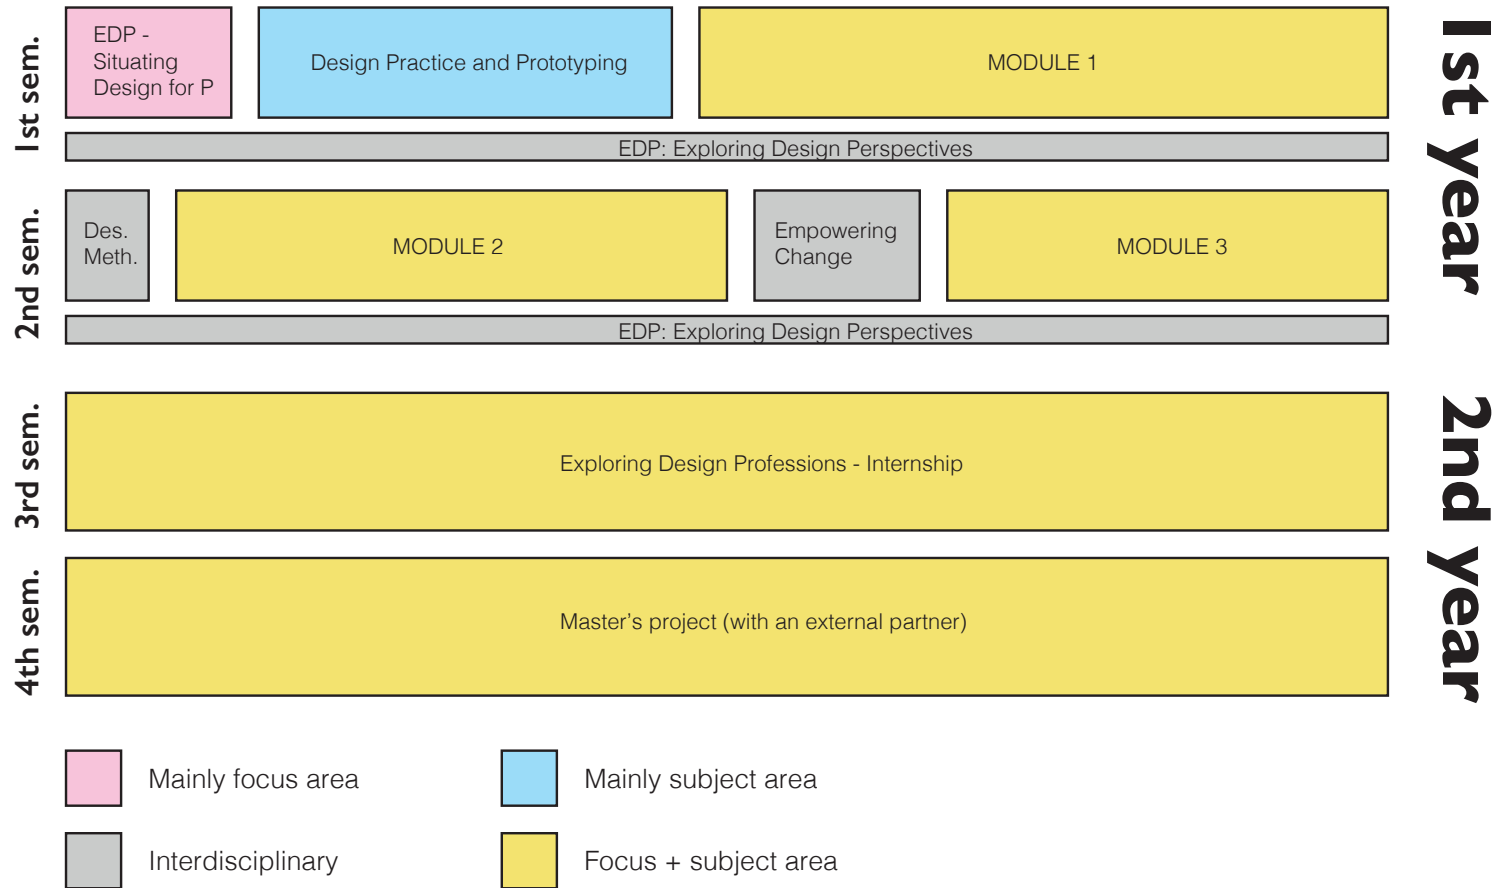 1st sem.
EDP -
Situating
Design for P
Design Practice and Prototyping
MODULE 1
EDP: Exploring Design Perspectives
1st year
2nd sem.
Des.
Meth.
MODULE 2
Empowering
Change
MODULE 3
EDP: Exploring Design Perspectives
3rd sem.
Exploring Design Professions - Internship
2nd year
4th sem.
Master’s project (with an external partner)
Mainly focus area
Mainly subject area
Interdisciplinary
Focus + subject area